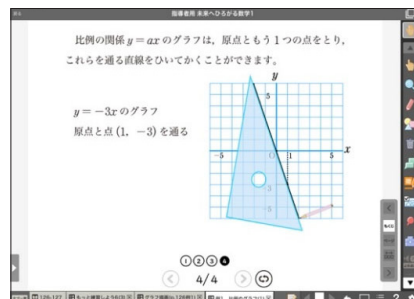 指導者用 未来へひろがる数学1
比例の関係 y = ax のグラフは，原点ともう1つの点をとり，
これらを通る直線をひいてかくことができます。
y
5
y = −3x のグラフ
原点と点 (1, −3) を通る
−5
O
1
5
x
①②③❹
4/4
126-127